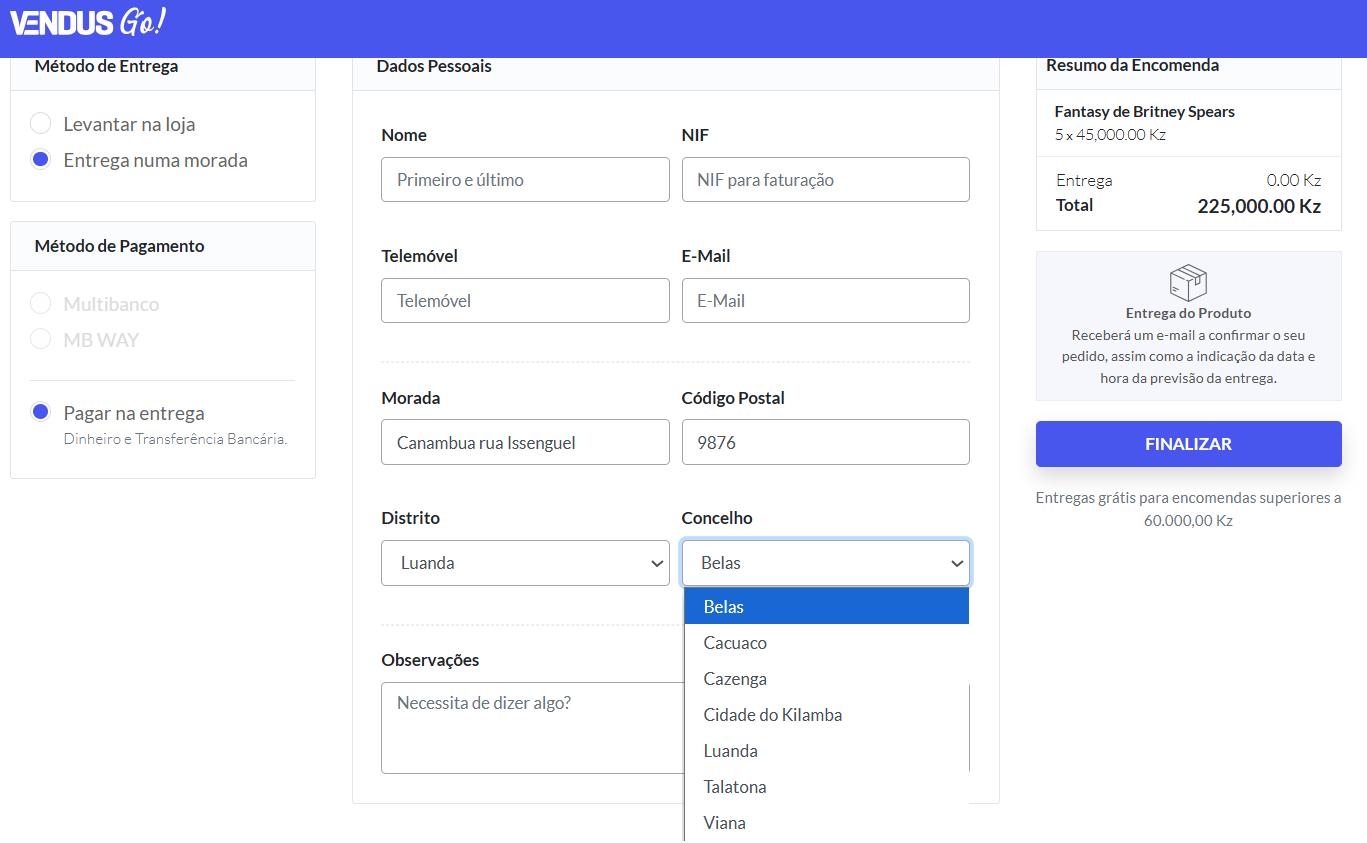 VENDUS Go!
Método de Entrega
Levantar na loja
Entrega numa morada
Método de Pagamento
Multibanco
MB WAY
Pagar na entrega
Dinheiro e Transferência Bancária.
Dados Pessoais
Nome
NIF
Primeiro e último
NIF para faturação
Telemóvel
E-Mail
Telemóvel
E-Mail
Morada
Código Postal
Canambua rua Issenguel
9876
Distrito
Concelho
Luanda
Belas
Belas
Cacuaco
Cazenga
Cidade do Kilamba
Luanda
Talatona
Viana
Observações
Necessita de dizer algo?
Resumo da Encomenda
Fantasy de Britney Spears
5 x 45,000.00 Kz
Entrega 0.00 Kz
Total 225,000.00 Kz
Entrega do Produto
Receberá um e-mail a confirmar o seu
pedido, assim como a indicação da data e
hora da previsão da entrega.
FINALIZAR
Entregas grátis para encomendas superiores a
60.000,00 Kz